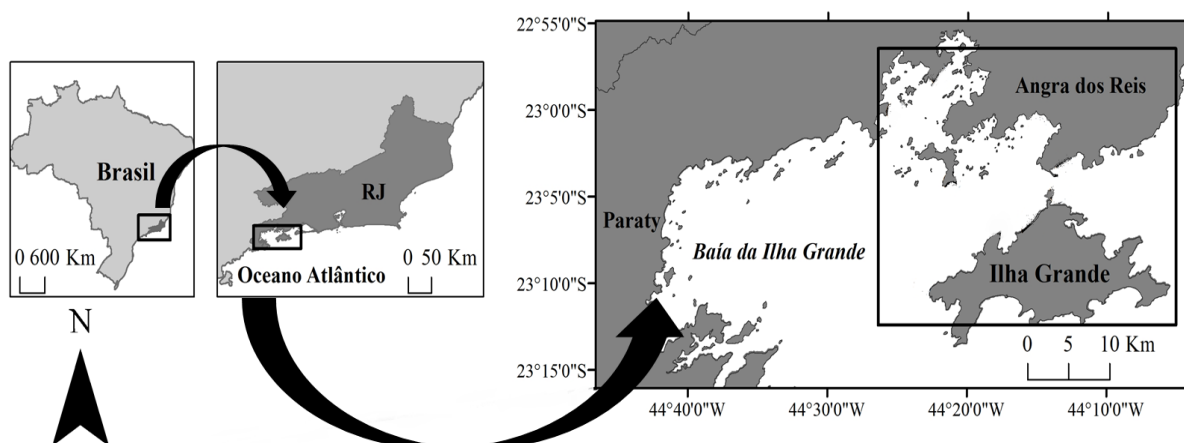 Brasil
0 600 Km
N
RJ
Oceano Atlântico
0 50 Km
22°55'0"S
23°0'0"S
23°5'0"S
23°10'0"S
23°15'0"S
Angra dos Reis
Paraty
Baía da Ilha Grande
Ilha Grande
0 5 10 Km
44°40'0"W
44°30'0"W
44°20'0"W
44°10'0"W